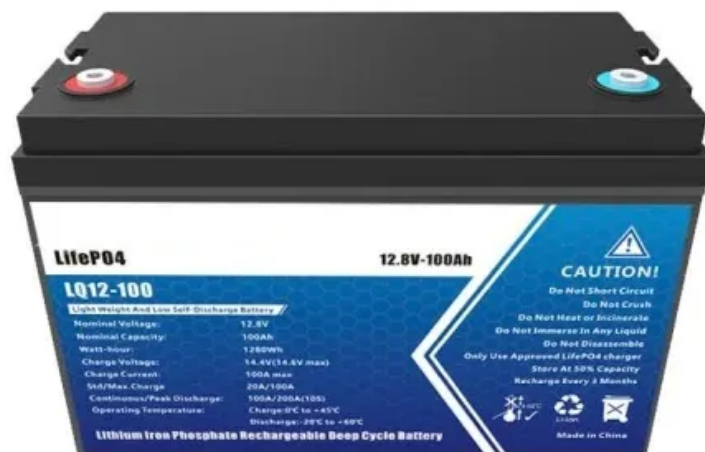 LifePO4
12.8V-100Ah
LQ12-100
Light Weight And Low Self-Discharge Battery
Nominal Voltage: 12.8V
Nominal Capacity: 100Ah
Watt-hour: 1280Wh
Charge Voltage: 14.4V(14.6V max)
Charge Current: 100A max
Std/Max.Charge 20A/100A
Continuous/Peak Discharge: 100A/200A(10S)
Operating Temperature: Charge:0℃ to +45℃
Discharge:-20℃ to +60℃
Lithium Iron Phosphate Rechargeable Deep Cycle Battery
CAUTION!
Do Not Short Circuit
Do Not Crush
Do Not Heat or Incinerate
Do Not Immerse In Any Liquid
Do Not Disassemble
Only Use Approved LifePO4 charger
Store At 50% Capacity
Recharge Every 3 Months
Li-ion
Made in China